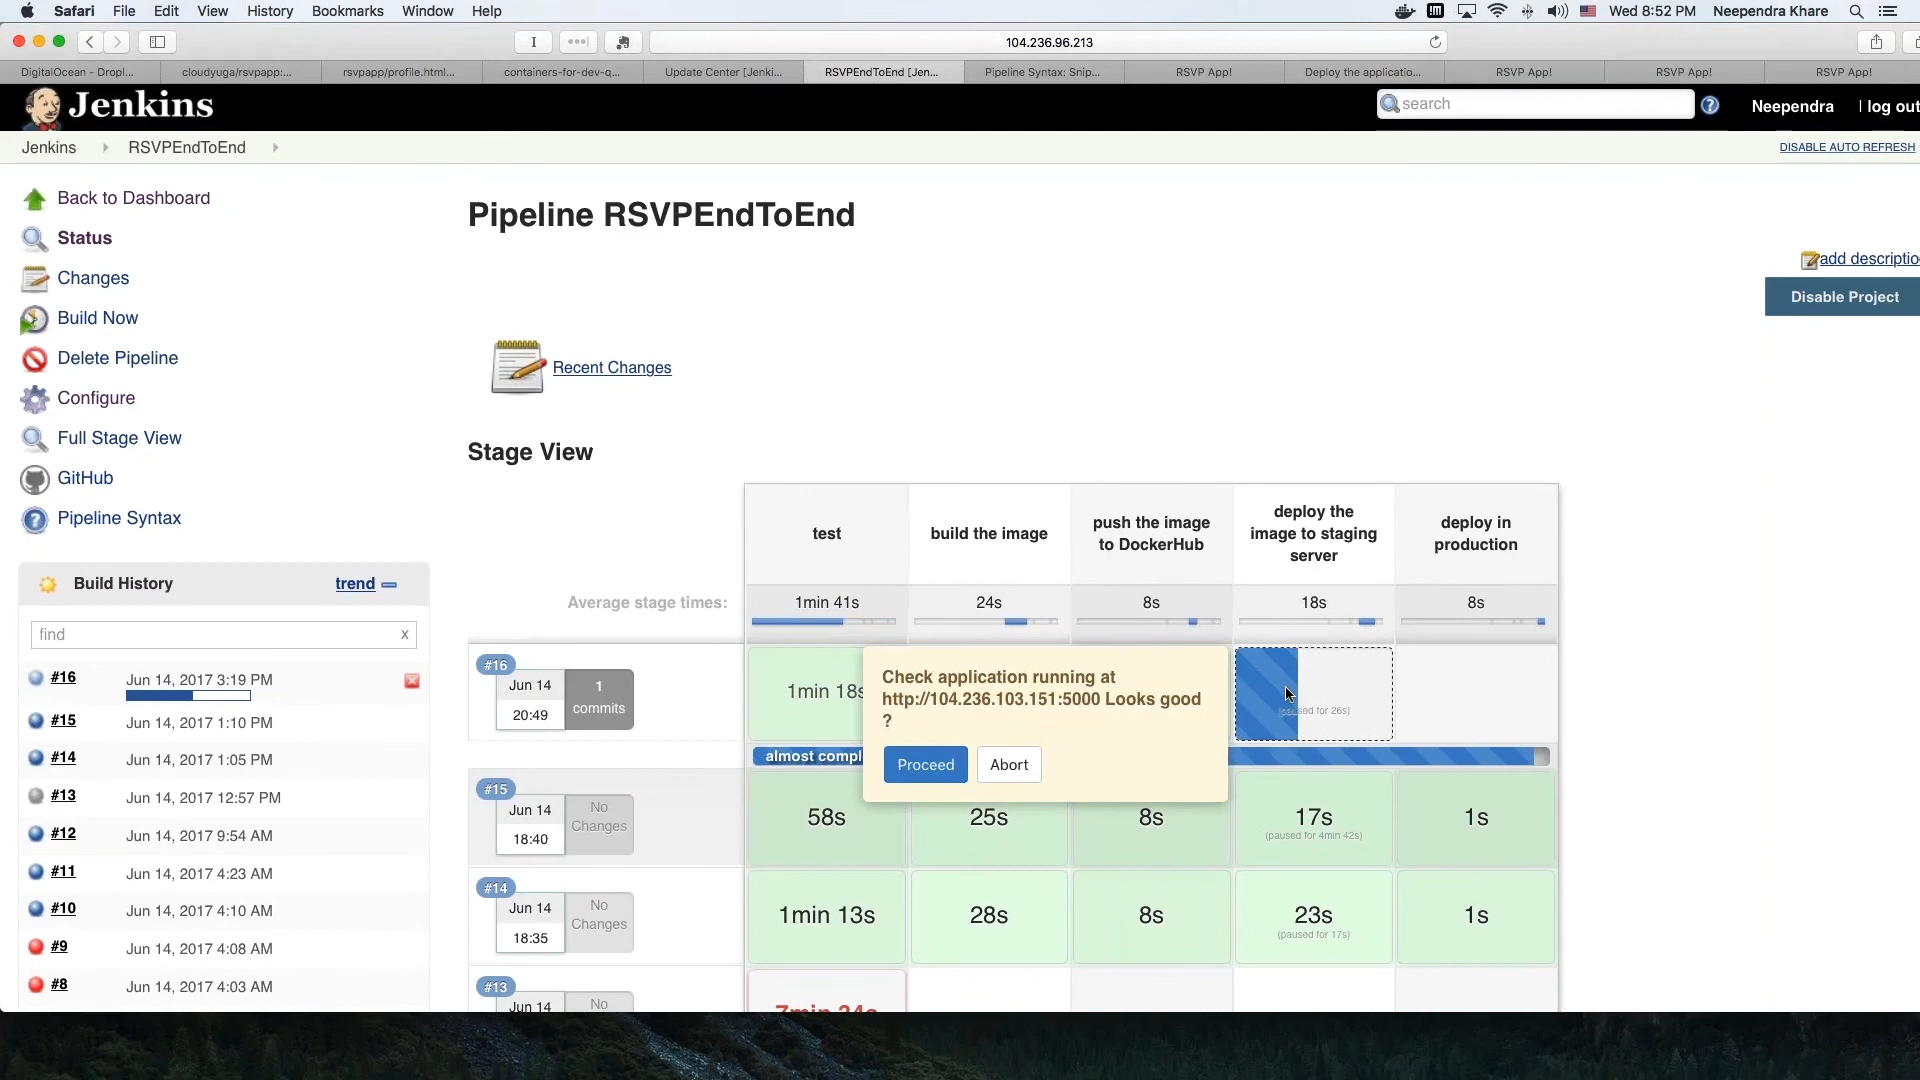 Safari File Edit View History Bookmarks Window Help
Wed 8:52 PM Neependra Khare
104.236.96.213
DigitalOcean - Dropl...
cloudyuga/rsvpapp:...
rsvpapp/profile.html...
containers-for-dev-q...
Update Center [Jenki...
RSVPEndToEnd [Jen...
Pipeline Syntax: Snip...
RSVP App!
Deploy the applicatio...
RSVP App!
RSVP App!
RSVP App!
Jenkins
search
Neependra
| log out
Jenkins
RSVPEndToEnd
DISABLE AUTO REFRESH
Back to Dashboard
Status
Changes
Build Now
Delete Pipeline
Configure
Full Stage View
GitHub
Pipeline Syntax
Build History
trend
find
x
#16 Jun 14, 2017 3:19 PM
#15 Jun 14, 2017 1:10 PM
#14 Jun 14, 2017 1:05 PM
#13 Jun 14, 2017 12:57 PM
#12 Jun 14, 2017 9:54 AM
#11 Jun 14, 2017 4:23 AM
#10 Jun 14, 2017 4:10 AM
#9 Jun 14, 2017 4:08 AM
#8 Jun 14, 2017 4:03 AM
Pipeline RSVPEndToEnd
add descriptio
Disable Project
Recent Changes
Stage View
test
build the image
push the image
to DockerHub
deploy the
image to staging
server
deploy in
production
Average stage times:
1min 41s
24s
8s
18s
8s
#16
Jun 14
20:49
1
commits
1min 18s
Check application running at
http://104.236.103.151:5000 Looks good
?
Proceed
Abort
(paused for 26s)
almost compl
#15
Jun 14
18:40
No
Changes
58s
25s
8s
17s
(paused for 4min 42s)
1s
#14
Jun 14
18:35
No
Changes
1min 13s
28s
8s
23s
(paused for 17s)
1s
#13
Jun 14
No